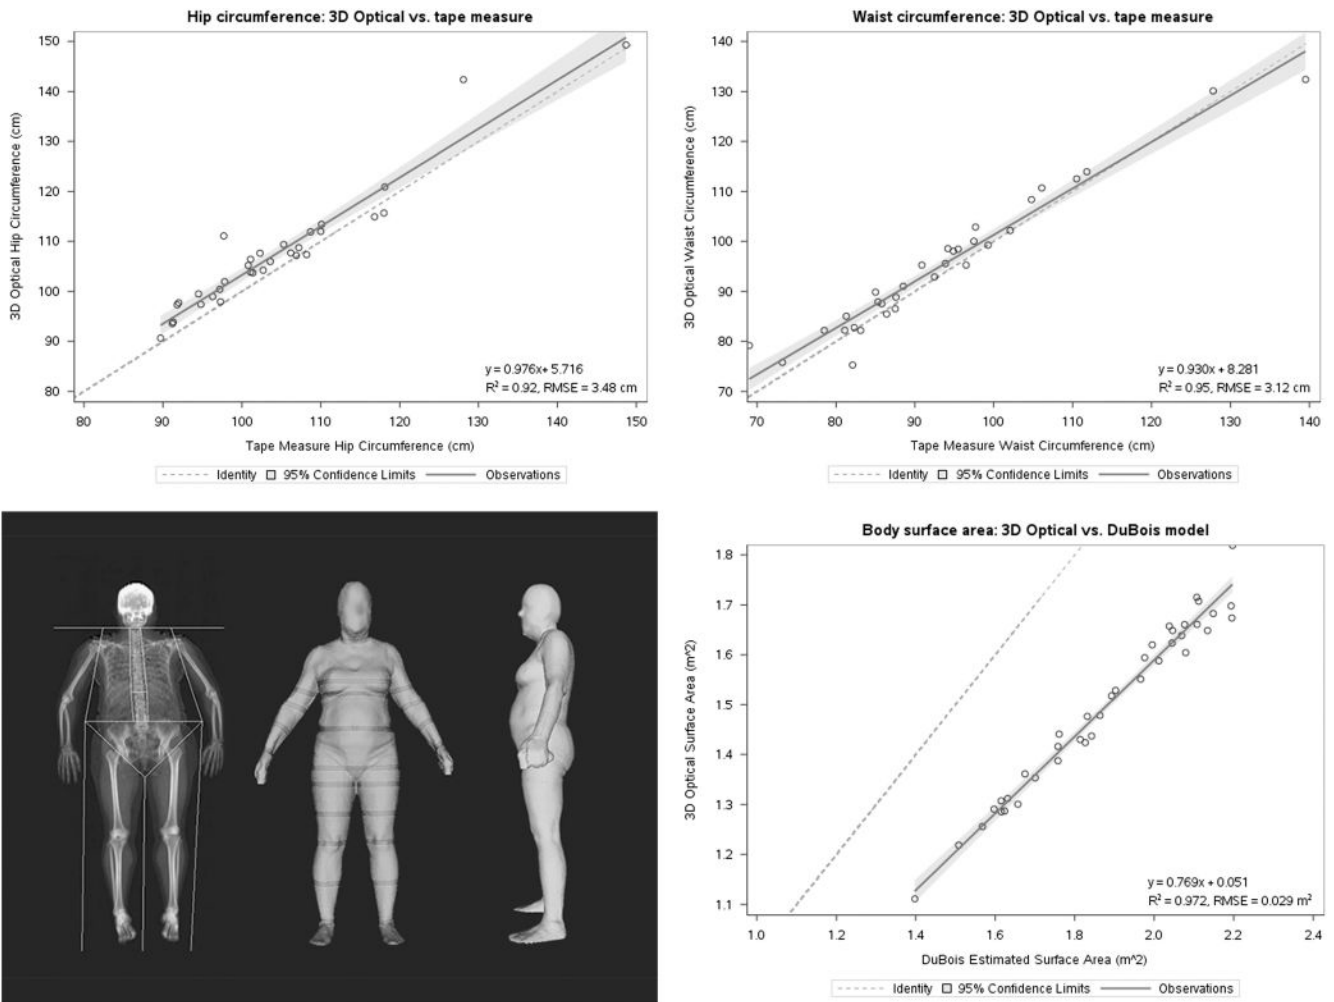 Hip circumference: 3D Optical vs. tape measure
3D Optical Hip Circumference (cm)
150
140
130
120
110
100
90
80
y = 0.976x+ 5.716
R² = 0.92, RMSE = 3.48 cm
80 90 100 110 120 130 140 150
Tape Measure Hip Circumference (cm)
Identity 95% Confidence Limits Observations
Waist circumference: 3D Optical vs. tape measure
3D Optical Waist Circumference (cm)
140
130
120
110
100
90
80
70
y = 0.930x + 8.281
R² = 0.95, RMSE = 3.12 cm
70 80 90 100 110 120 130 140
Tape Measure Waist Circumference (cm)
Identity 95% Confidence Limits Observations
Body surface area: 3D Optical vs. DuBois model
3D Optical Surface Area (m^2)
1.8
1.7
1.6
1.5
1.4
1.3
1.2
1.1
y = 0.769x + 0.051
R² = 0.972, RMSE = 0.029 m²
1.0 1.2 1.4 1.6 1.8 2.0 2.2 2.4
DuBois Estimated Surface Area (m^2)
Identity 95% Confidence Limits Observations